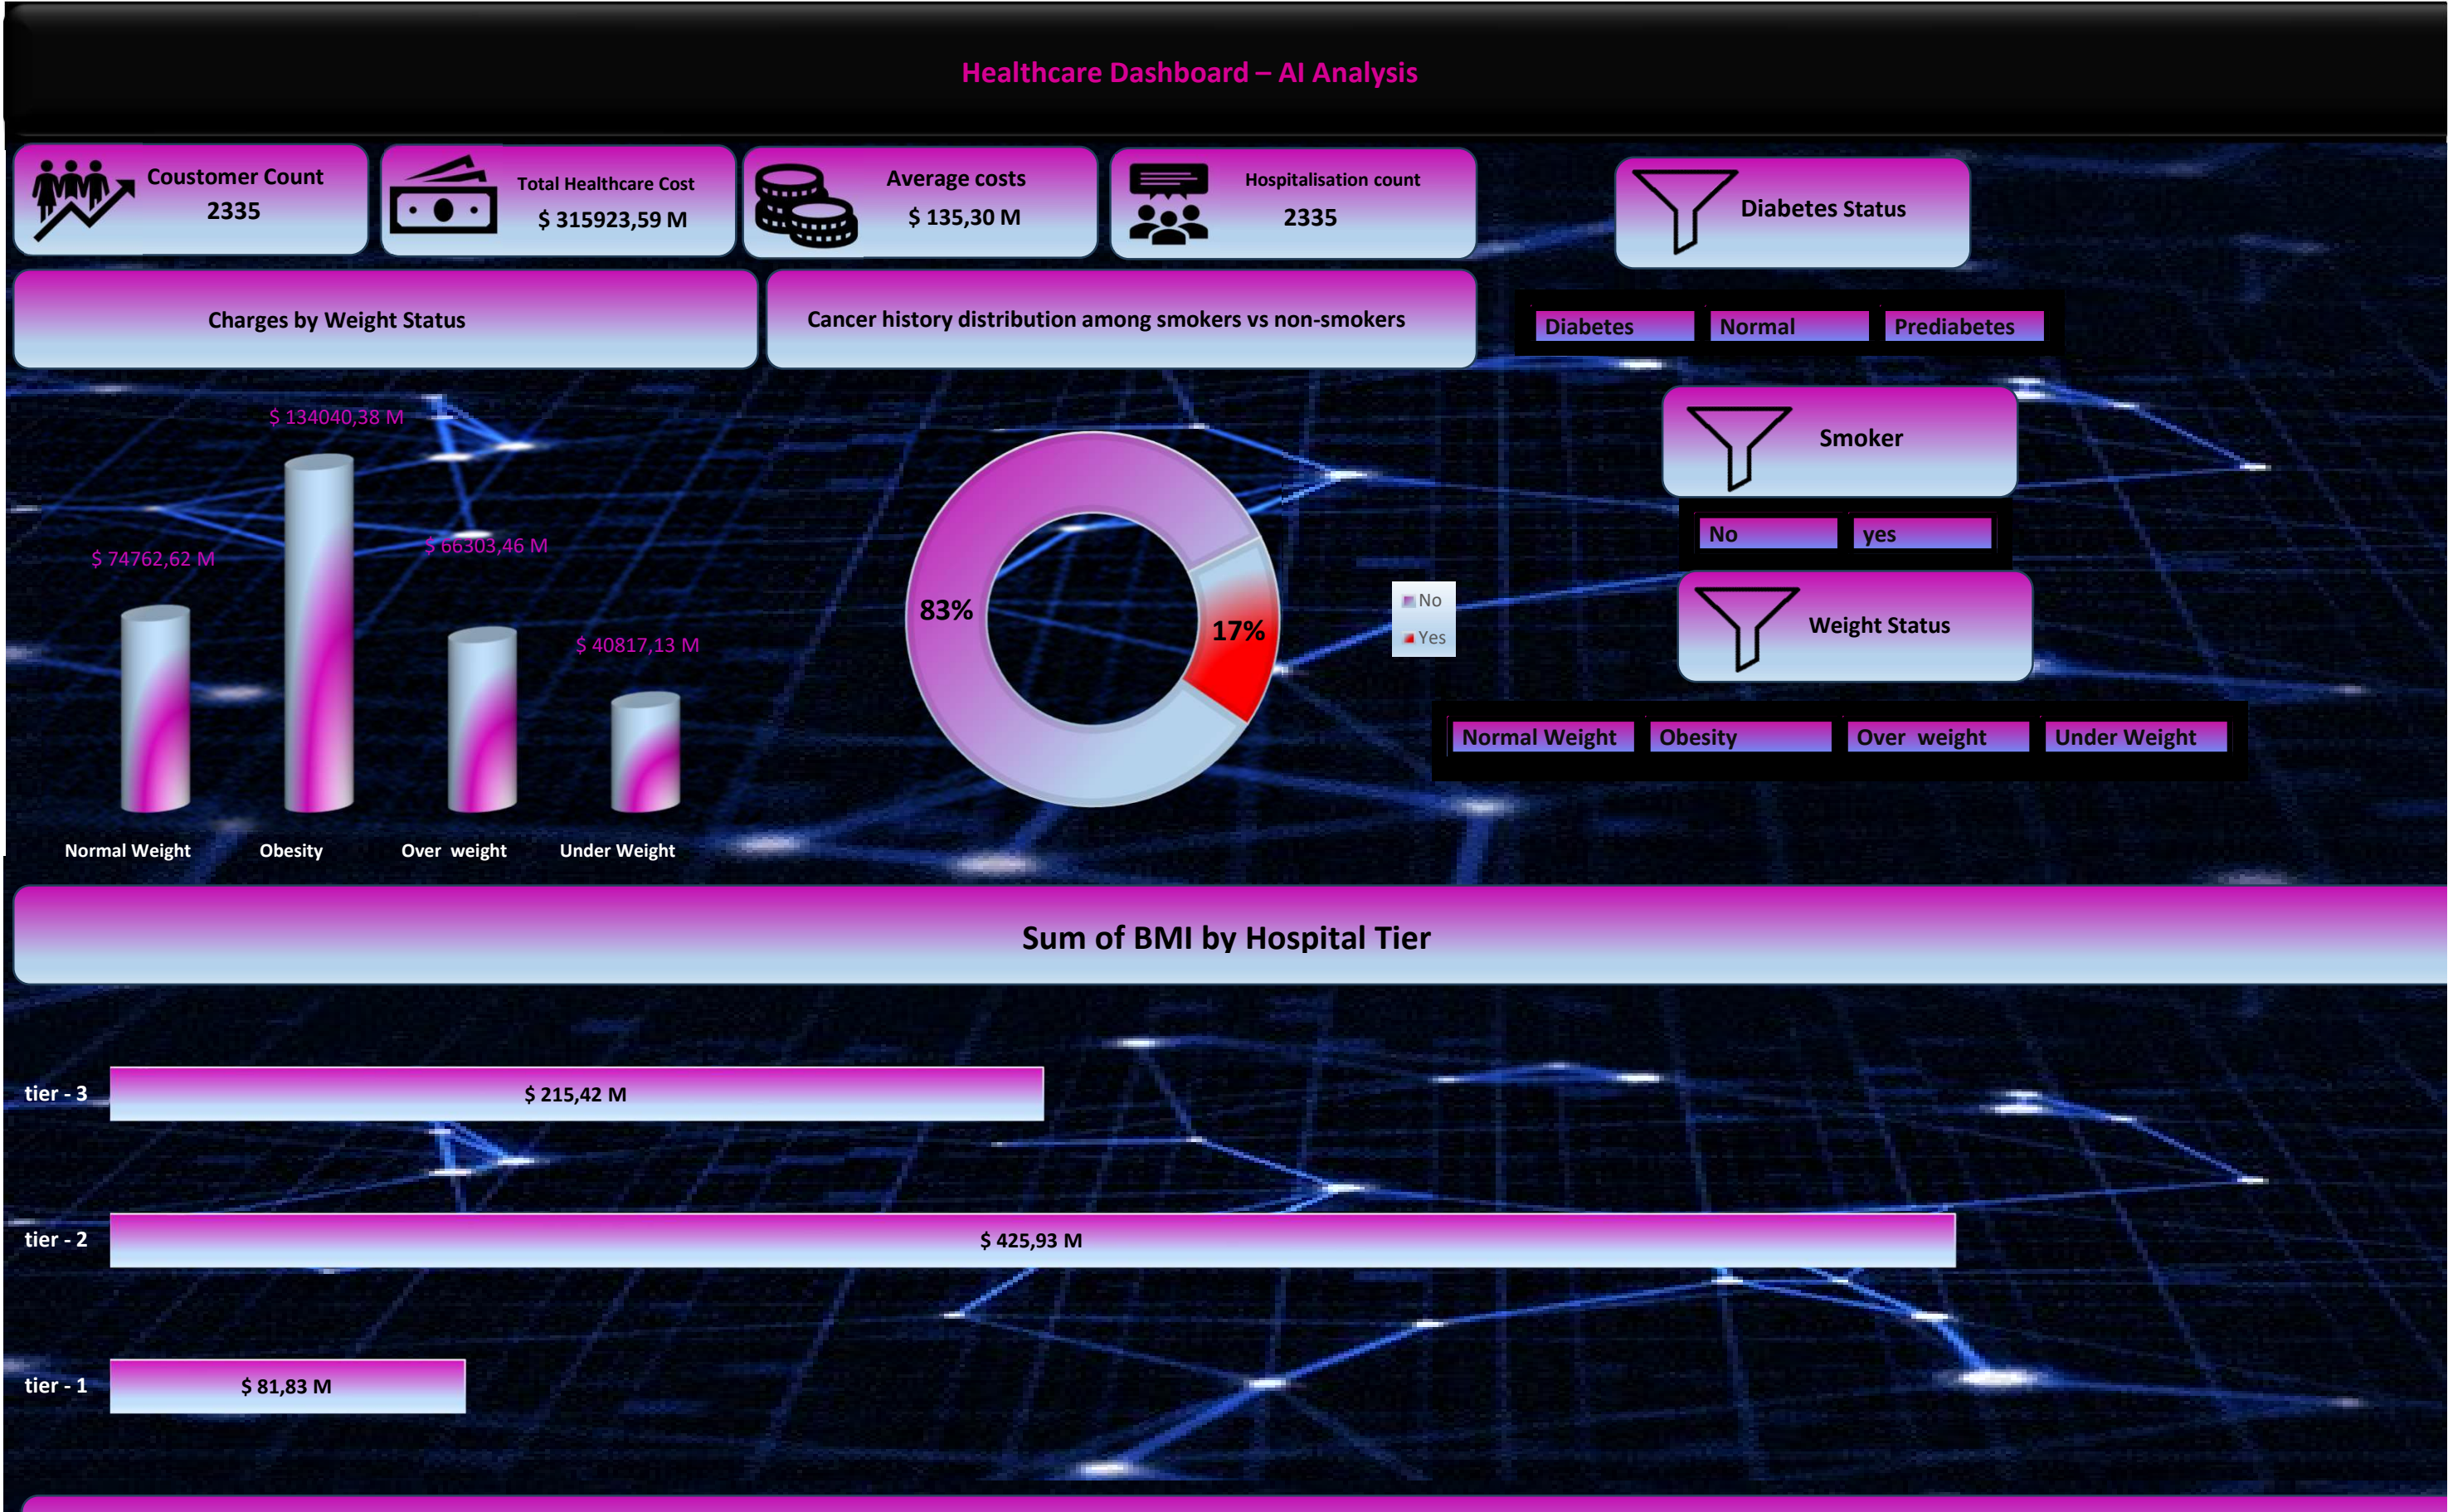 Healthcare Dashboard – AI Analysis
Coustomer Count
2335
Total Healthcare Cost
$ 315923,59 M
Average costs
$ 135,30 M
Hospitalisation count
2335
Diabetes Status
Charges by Weight Status
Cancer history distribution among smokers vs non-smokers
Diabetes
Normal
Prediabetes
Smoker
No
yes
Weight Status
Normal Weight
Obesity
Over  weight
Under Weight
$ 74762,62 M
$ 134040,38 M
$ 66303,46 M
$ 40817,13 M
Normal Weight
Obesity
Over  weight
Under Weight
83%
17%
No
Yes
Sum of BMI by Hospital Tier
tier - 3
$ 215,42 M
tier - 2
$ 425,93 M
tier - 1
$ 81,83 M